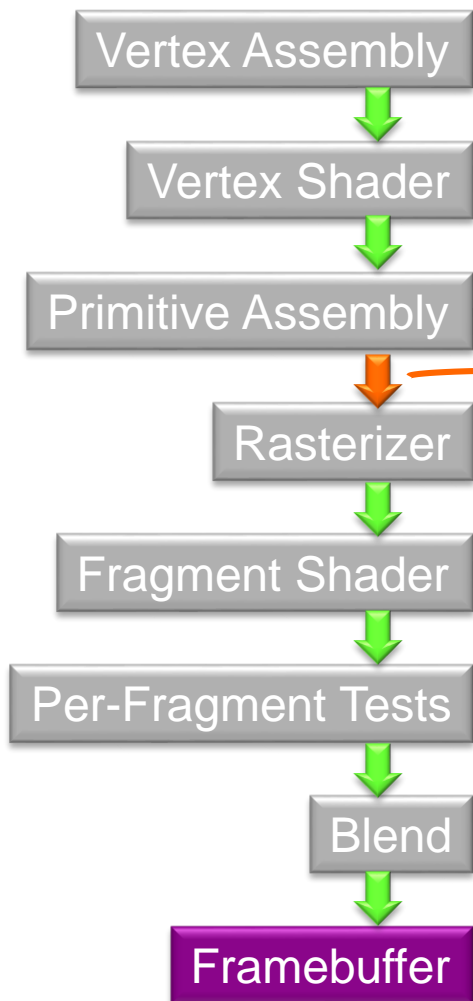 Vertex Assembly
Vertex Shader
Primitive Assembly
Rasterizer
Fragment Shader
Per-Fragment Tests
Blend
Framebuffer